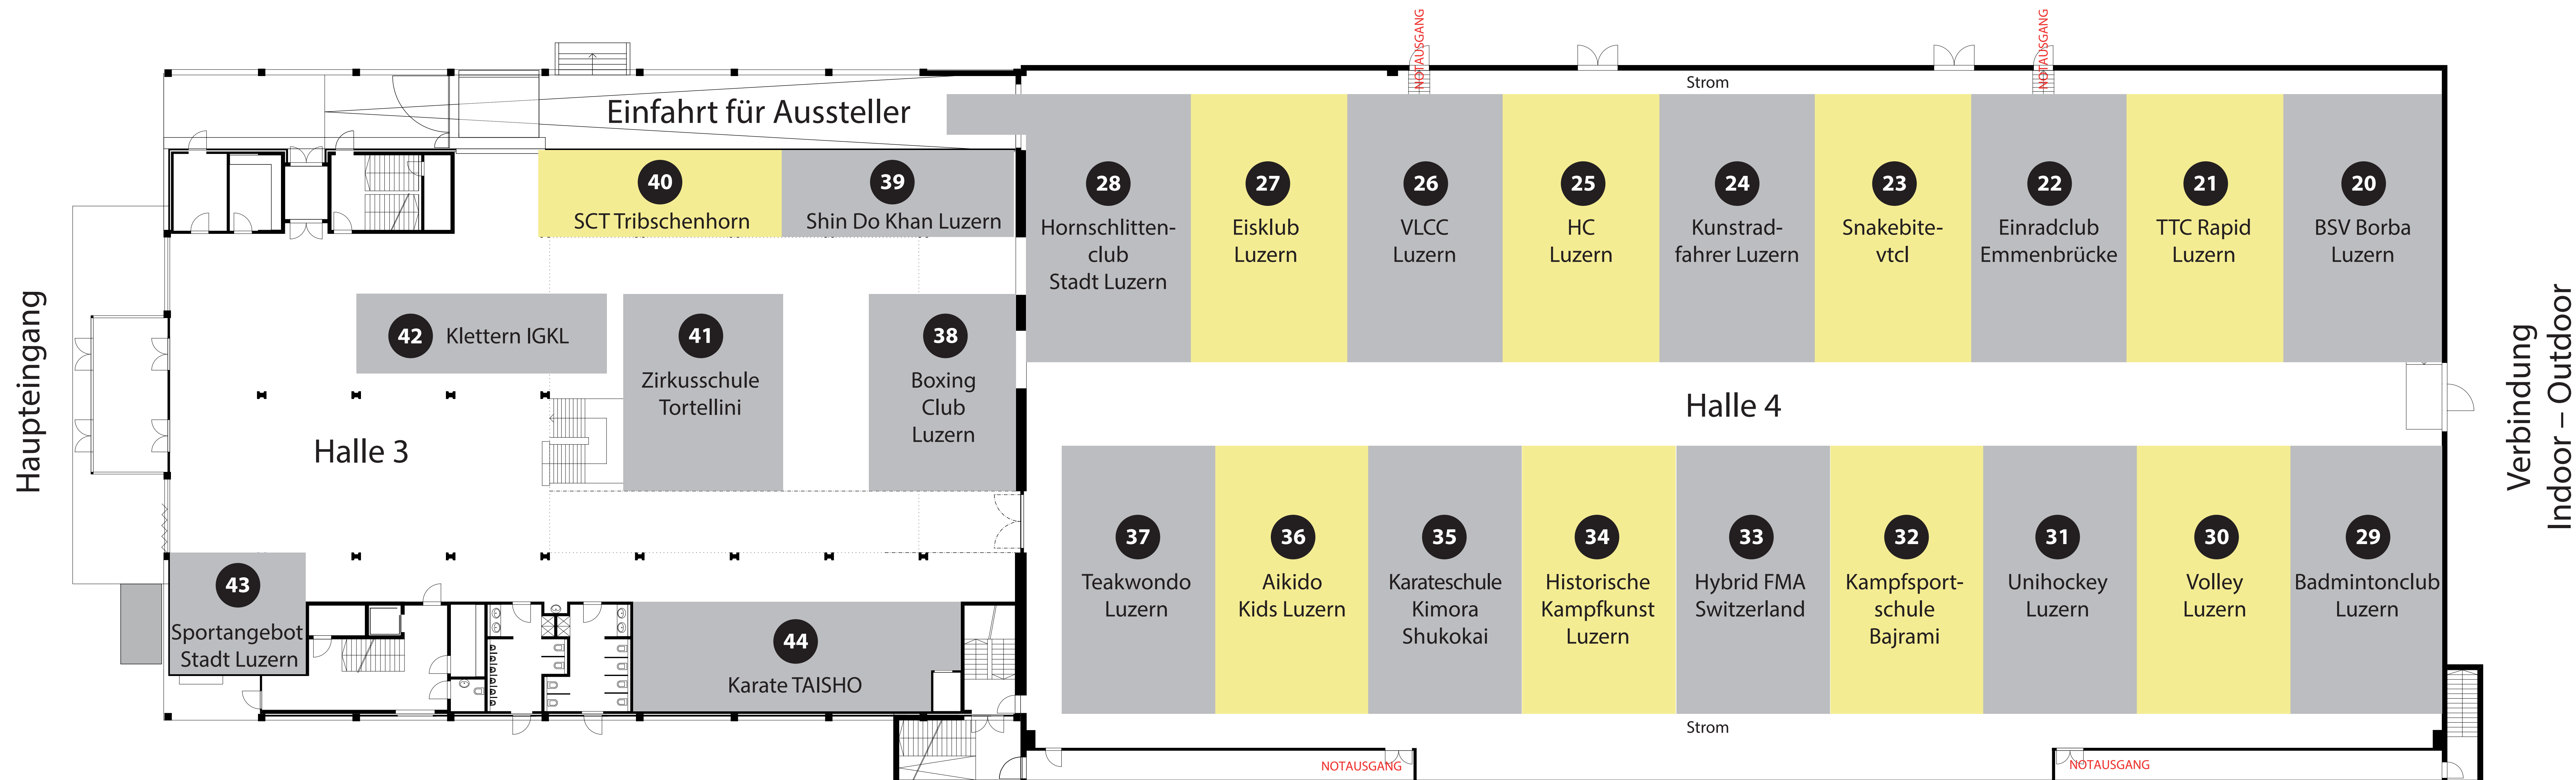 NOTAUSGANG
NOTAUSGANG
Strom
Einfahrt für Aussteller
40
SCT Tribschenhorn
39
Shin Do Khan Luzern
28
Hornschlitten-
club
Stadt Luzern
27
Eisklub
Luzern
26
VLCC
Luzern
25
HC
Luzern
24
Kunstrad-
fahrer Luzern
23
Snakebite-
vtcl
22
Einradclub
Emmenbrücke
21
TTC Rapid
Luzern
20
BSV Borba
Luzern
Haupteingang
42 Klettern IGKL
41
Zirkusschule
Tortellini
38
Boxing
Club
Luzern
Halle 3
Halle 4
Verbindung
Indoor – Outdoor
43
Sportangebot
Stadt Luzern
44
Karate TAISHO
37
Teakwondo
Luzern
36
Aikido
Kids Luzern
35
Karateschule
Kimora
Shukokai
34
Historische
Kampfkunst
Luzern
33
Hybrid FMA
Switzerland
32
Kampfsport-
schule
Bajrami
31
Unihockey
Luzern
30
Volley
Luzern
29
Badmintonclub
Luzern
Strom
NOTAUSGANG
NOTAUSGANG